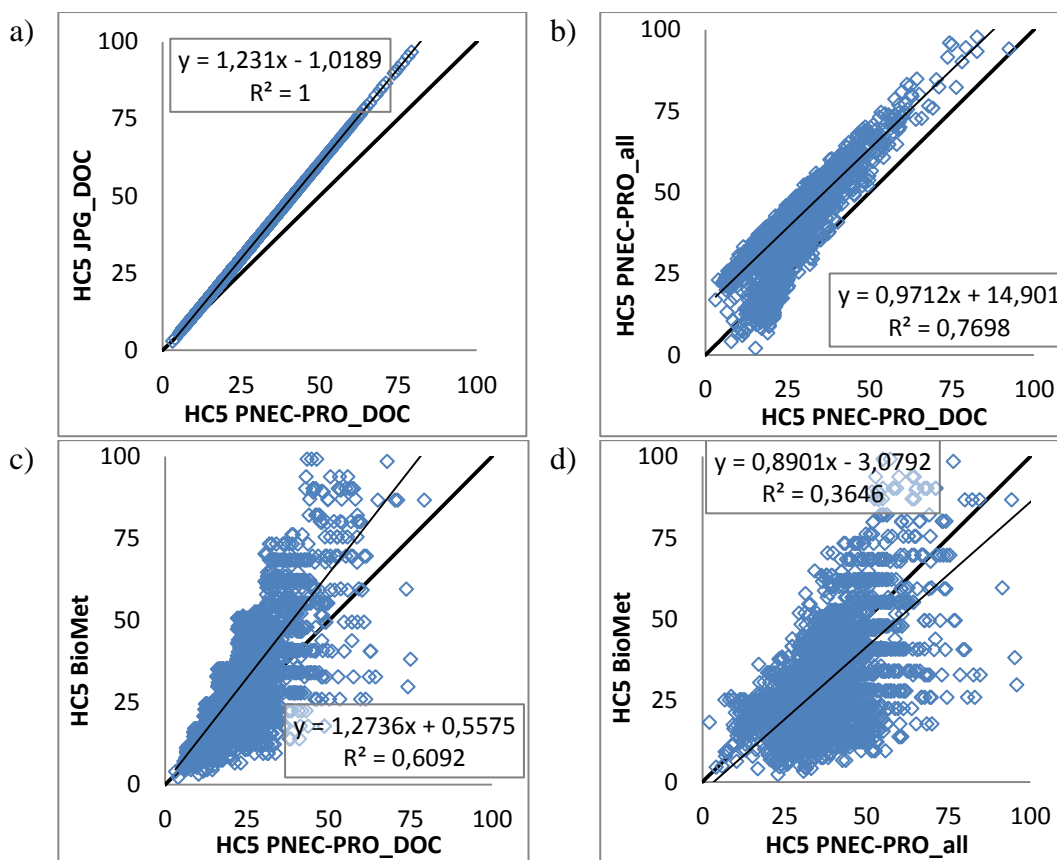 a)
100
y = 1,231x - 1,0189
R² = 1
75
50
25
0
HC5 JPG_DOC
0 25 50 75 100
HC5 PNEC-PRO_DOC
b)
100
75
50
25
0
HC5 PNEC-PRO_all
y = 0,9712x + 14,901
R² = 0,7698
0 25 50 75 100
HC5 PNEC-PRO_DOC
c)
100
75
50
25
0
HC5 BioMet
y = 1,2736x + 0,5575
R² = 0,6092
0 25 50 75 100
HC5 PNEC-PRO_DOC
d)
100
y = 0,8901x - 3,0792
R² = 0,3646
75
50
25
0
HC5 BioMet
0 25 50 75 100
HC5 PNEC-PRO_all